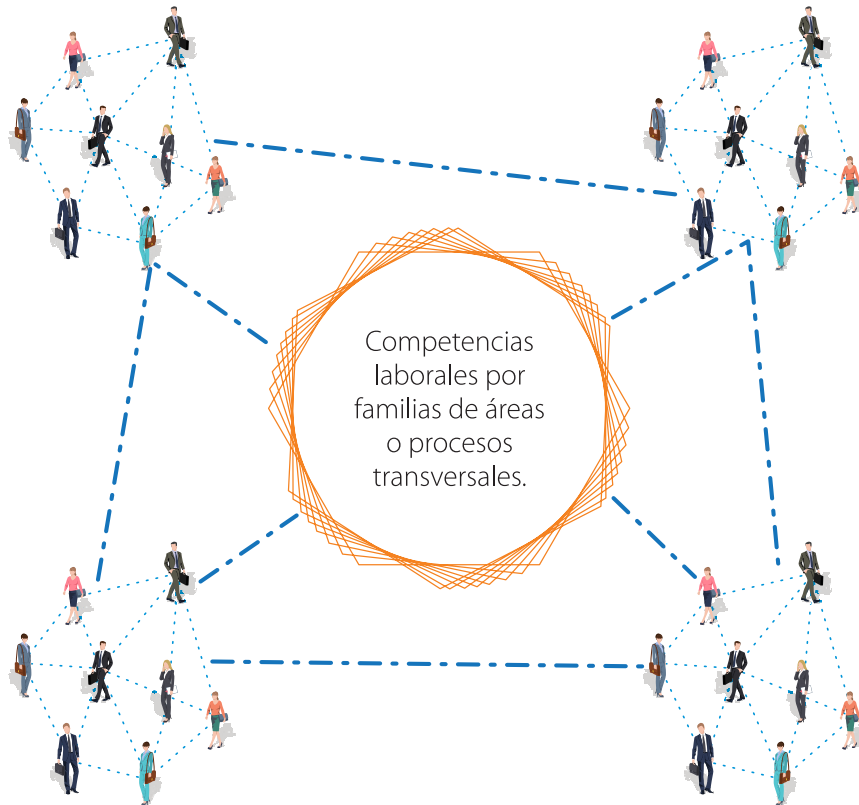 Competencias
laborales por
familias de áreas
o procesos
transversales.